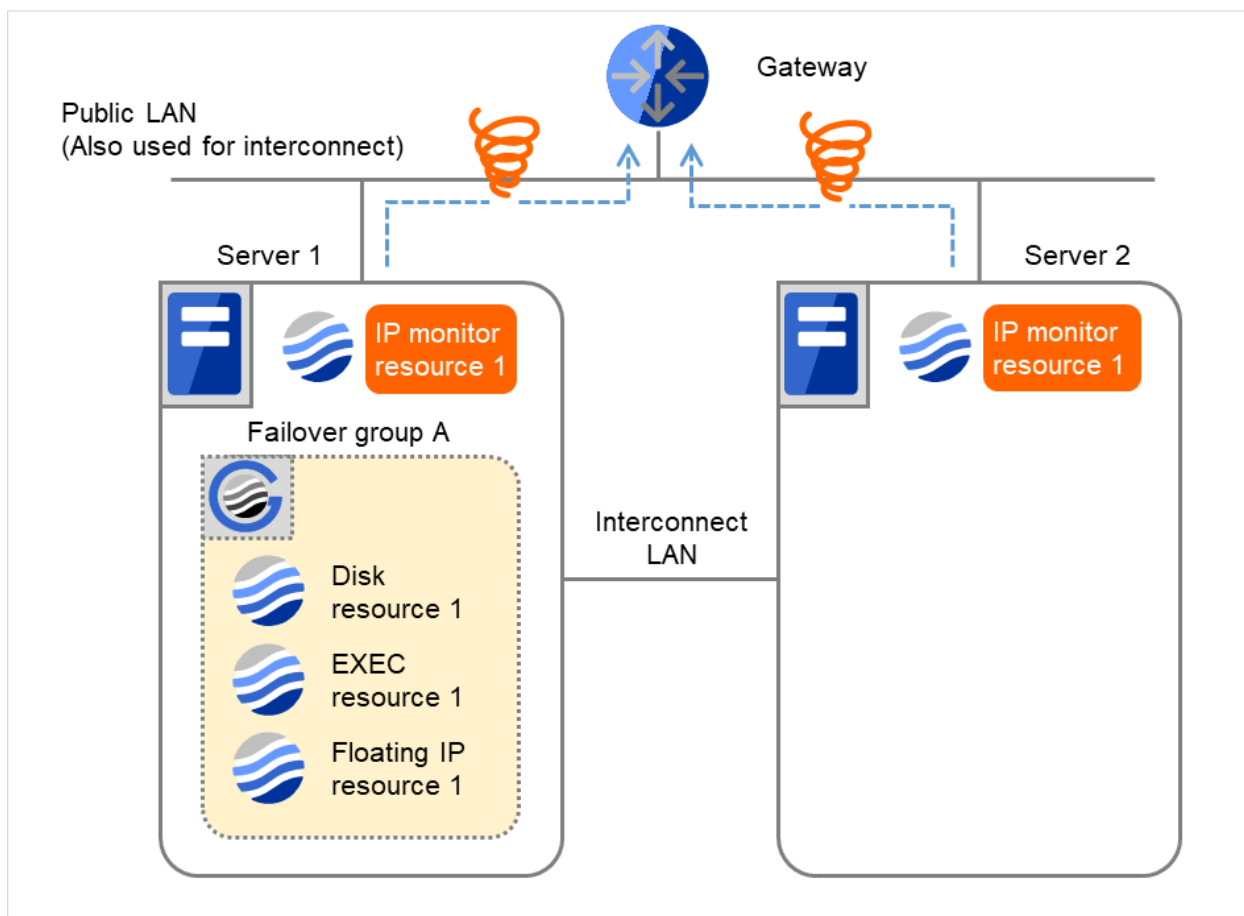 Gateway
Public LAN
(Also used for interconnect)
Server 1
Server 2
IP monitor
resource 1
IP monitor
resource 1
Failover group A
Interconnect
LAN
Disk
resource 1
EXEC
resource 1
Floating IP
resource 1